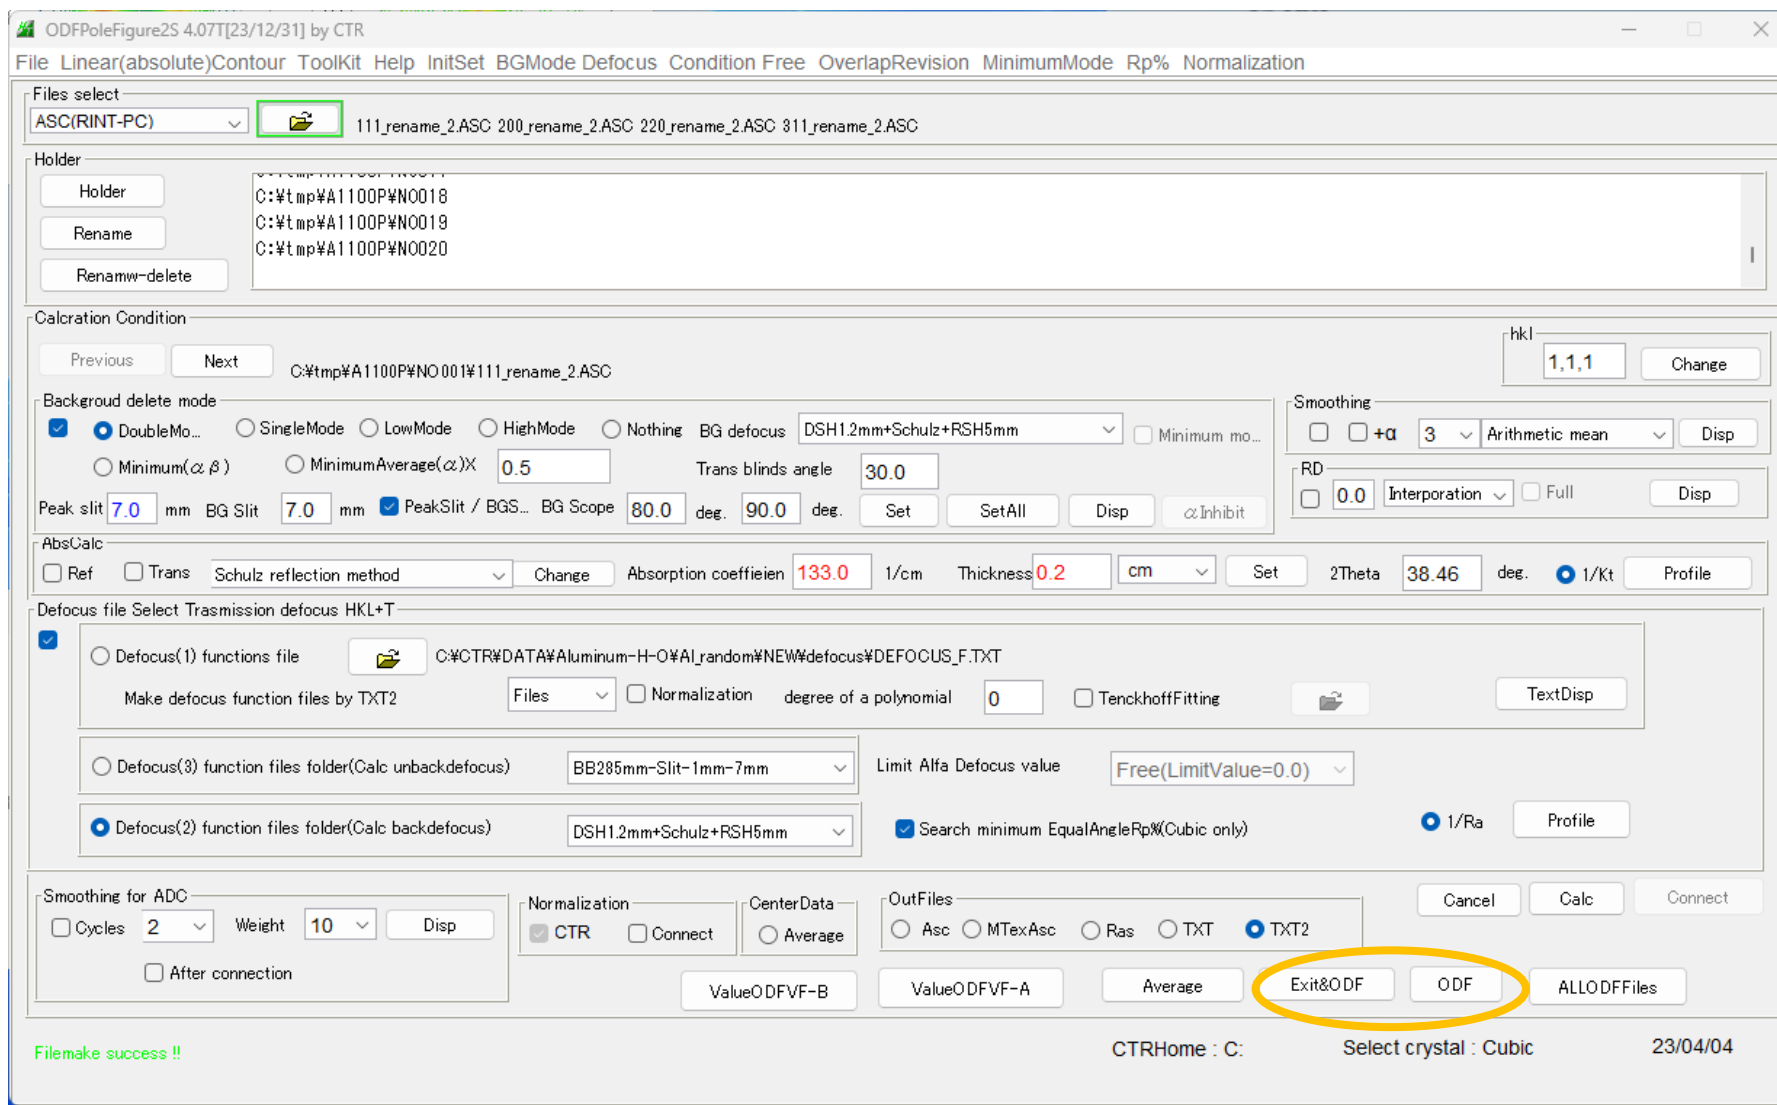 ODFPoleFigure2S 4.07T[23/12/31] by CTR
File Linear(absolute)Contour ToolKit Help InitSet BGMode Defocus Condition Free OverlapRevision MinimumMode Rp% Normalization
Files select
ASC(RINT-PC) 111_rename_2.ASC 200_rename_2.ASC 220_rename_2.ASC 311_rename_2.ASC
Holder
Holder
C:¥tmp¥A1100P¥NO018
C:¥tmp¥A1100P¥NO019
Rename
C:¥tmp¥A1100P¥NO020
Renamw-delete
Calcration Condition
hkl
Previous Next C:¥tmp¥A1100P¥NO001¥111_rename_2.ASC 1,1,1 Change
Backgroud delete mode Smoothing
DoubleMo... SingleMode LowMode HighMode Nothing BG defocus DSH1.2mm+Schulz+RSH5mm Minimum mo... +α 3 Arithmetic mean Disp
Minimum(αβ) MinimumAverage(α)X 0.5 Trans blinds angle 30.0
RD
0.0 Interporation Full Disp
Peak slit 7.0 mm BG Slit 7.0 mm PeakSlit / BGS... BG Scope 80.0 deg. 90.0 deg. Set SetAll Disp αInhibit
AbsCalc
Ref Trans Schulz reflection method Change Absorption coeffieien 133.0 1/cm Thickness 0.2 cm Set 2Theta 38.46 deg. 1/Kt Profile
Defocus file Select Trasmission defocus HKL+T
Defocus(1) functions file C:¥CTR¥DATA¥Aluminum-H-O¥Al_random¥NEW¥defocus¥DEFOCUS_F.TXT
Make defocus function files by TXT2 Files Normalization degree of a polynomial 0 TenckhoffFitting TextDisp
Defocus(3) function files folder(Calc unbackdefocus) BB285mm-Slit-1mm-7mm Limit Alfa Defocus value Free(LimitValue=0.0)
Defocus(2) function files folder(Calc backdefocus) DSH1.2mm+Schulz+RSH5mm Search minimum EqualAngleRp%(Cubic only) 1/Ra Profile
Smoothing for ADC Normalization CenterData OutFiles Cancel Calc Connect
Cycles 2 Weight 10 Disp CTR Connect Average Asc MTexAsc Ras TXT TXT2
After connection
ValueODFVF-B ValueODFVF-A Average Exit&ODF ODF ALLODFFiles
Filemake success !! CTRHome : C: Select crystal : Cubic 23/04/04